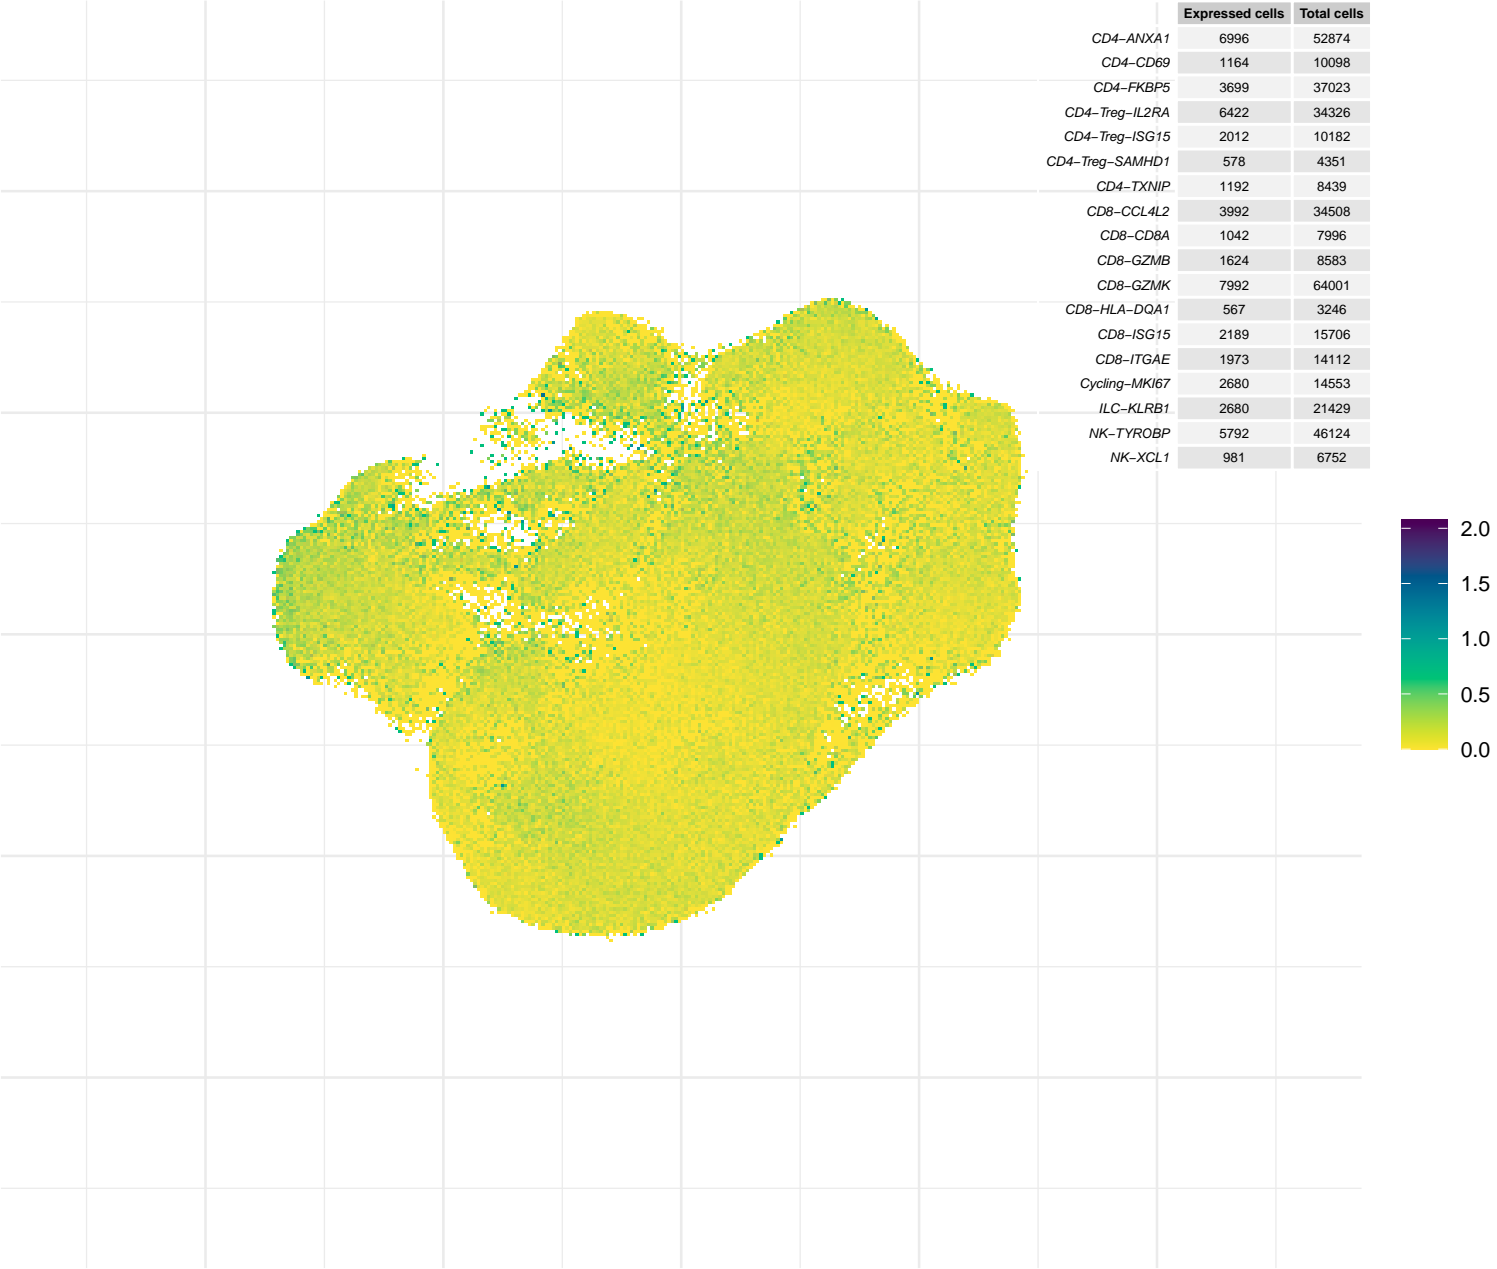 Expressed cells Total cells
CD4−ANXA1 6996 52874
CD4−CD69 1164 10098
CD4−FKBP5 3699 37023
CD4−Treg−IL2RA 6422 34326
CD4−Treg−ISG15 2012 10182
CD4−Treg−SAMHD1 578 4351
CD4−TXNIP 1192 8439
CD8−CCL4L2 3992 34508
CD8−CD8A 1042 7996
CD8−GZMB 1624 8583
CD8−GZMK 7992 64001
CD8−HLA−DQA1 567 3246
CD8−ISG15 2189 15706
CD8−ITGAE 1973 14112
Cycling−MKI67 2680 14553
ILC−KLRB1 2680 21429
NK−TYROBP 5792 46124
NK−XCL1 981 6752
2.0
1.5
1.0
0.5
0.0